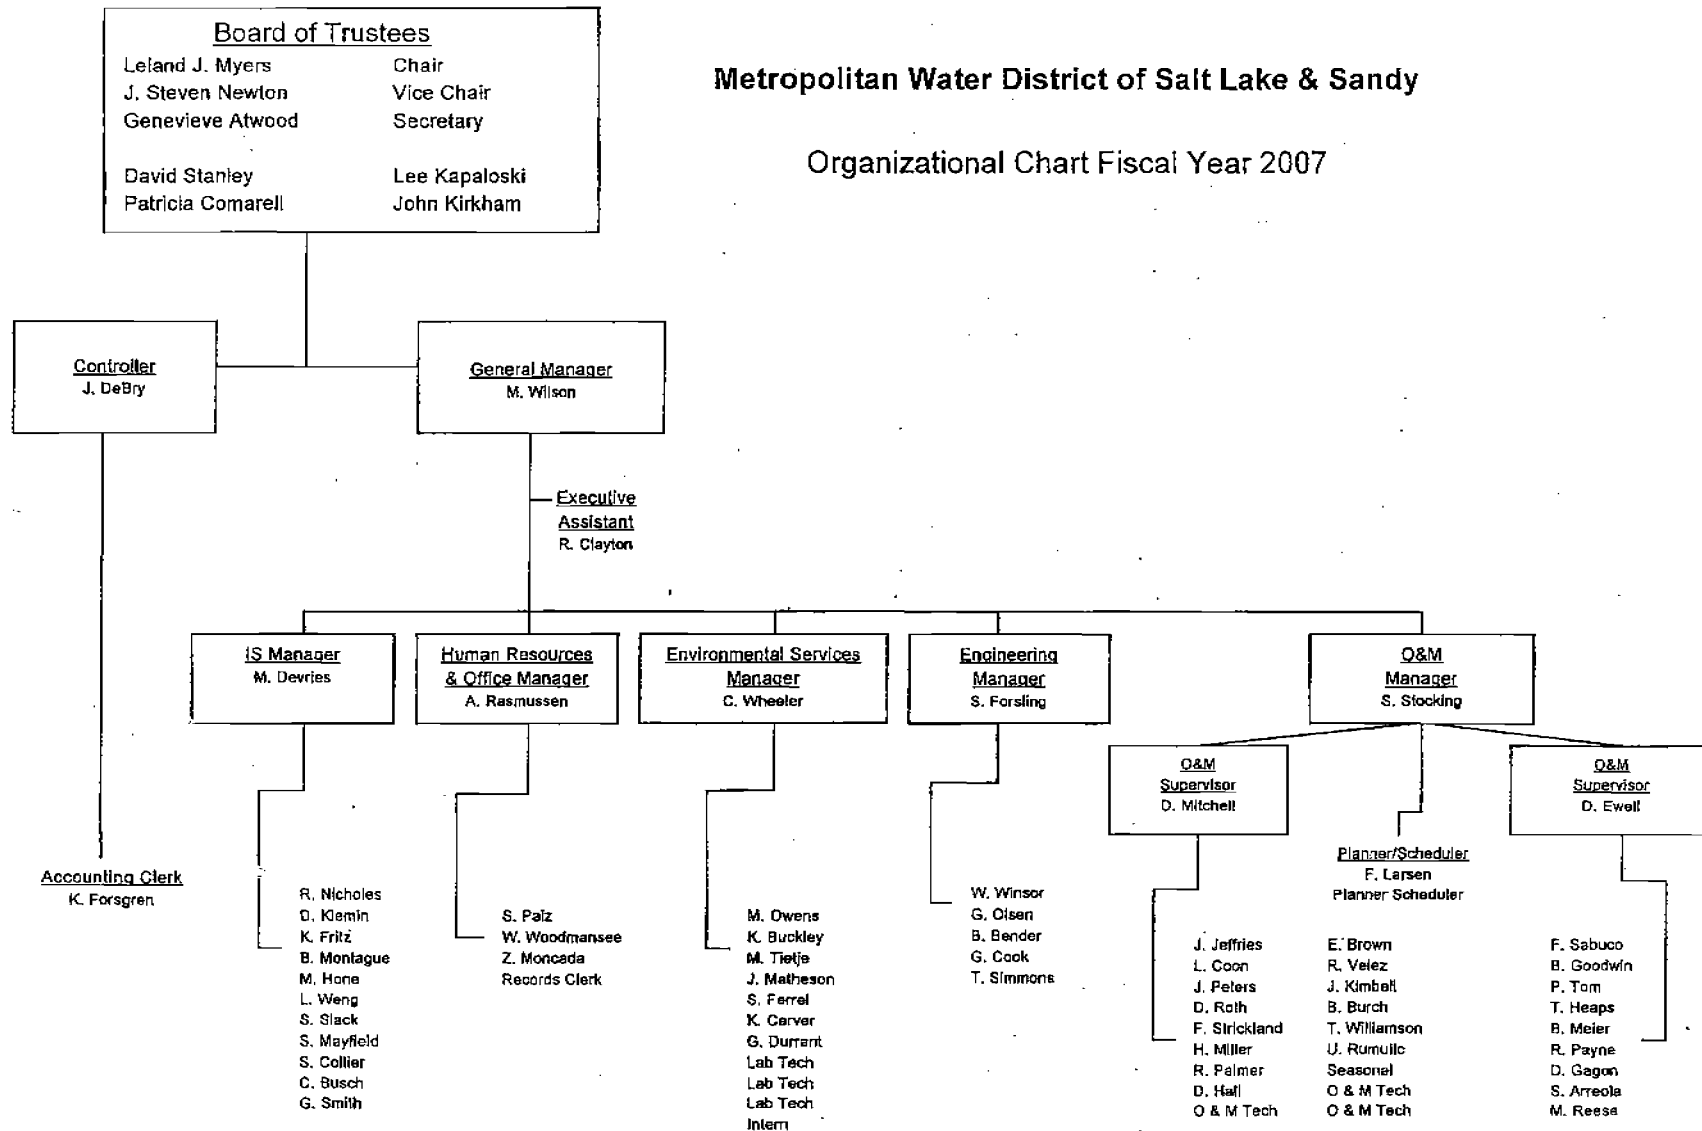 Board of Trustees
Leland J. Myers Chair
J. Steven Newton Vice Chair
Genevieve Atwood Secretary
David Stanley Lee Kapaloski
Patricia Comarell John Kirkham
Metropolitan Water District of Salt Lake & Sandy
Organizational Chart Fiscal Year 2007
Controller
J. DeBry
General Manager
M. Wilson
Executive
Assistant
R. Clayton
IS Manager
M. Devries
Human Resources
& Office Manager
A. Rasmussen
Environmental Services
Manager
C. Wheeler
Engineering
Manager
S. Forsling
O&M
Manager
S. Stocking
O&M
Supervisor
D. Mitchell
O&M
Supervisor
D. Ewell
Planner/Scheduler
F. Larsen
Planner Scheduler
Accounting Clerk
K. Forsgren
R. Nicholes
D. Klemin
K. Fritz
B. Montague
M. Hone
L. Weng
S. Slack
S. Mayfield
S. Collier
C. Busch
G. Smith
S. Paiz
W. Woodmansee
Z. Moncada
Records Clerk
M. Owens
K. Buckley
M. Tietje
J. Matheson
S. Ferrel
K. Carver
G. Durrant
Lab Tech
Lab Tech
Lab Tech
Intern
W. Winsor
G. Olsen
B. Bender
G. Cook
T. Simmons
J. Jeffries
L. Coon
J. Peters
D. Roth
F. Strickland
H. Miller
R. Palmer
D. Hall
O & M Tech
E. Brown
R. Velez
J. Kimball
B. Burch
T. Williamson
U. Rumulic
Seasonal
O & M Tech
O & M Tech
F. Sabuco
B. Goodwin
P. Tom
T. Heaps
B. Meier
R. Payne
D. Gagon
S. Arreola
M. Reese